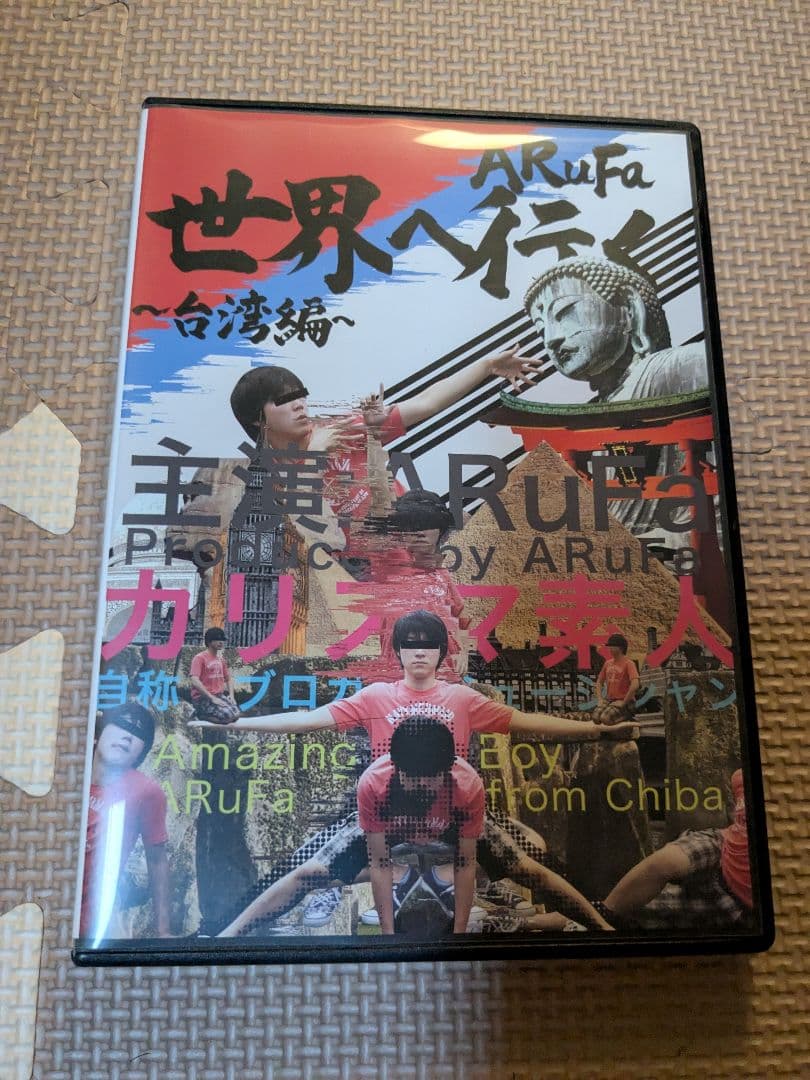 ARuFa
世界へ行く
～台湾編～
主演:ARuFa
Produced by ARuFa
カリスマ素人
自称 ブロガー ミュージシャン
Amazing Boy
ARuFa from Chiba